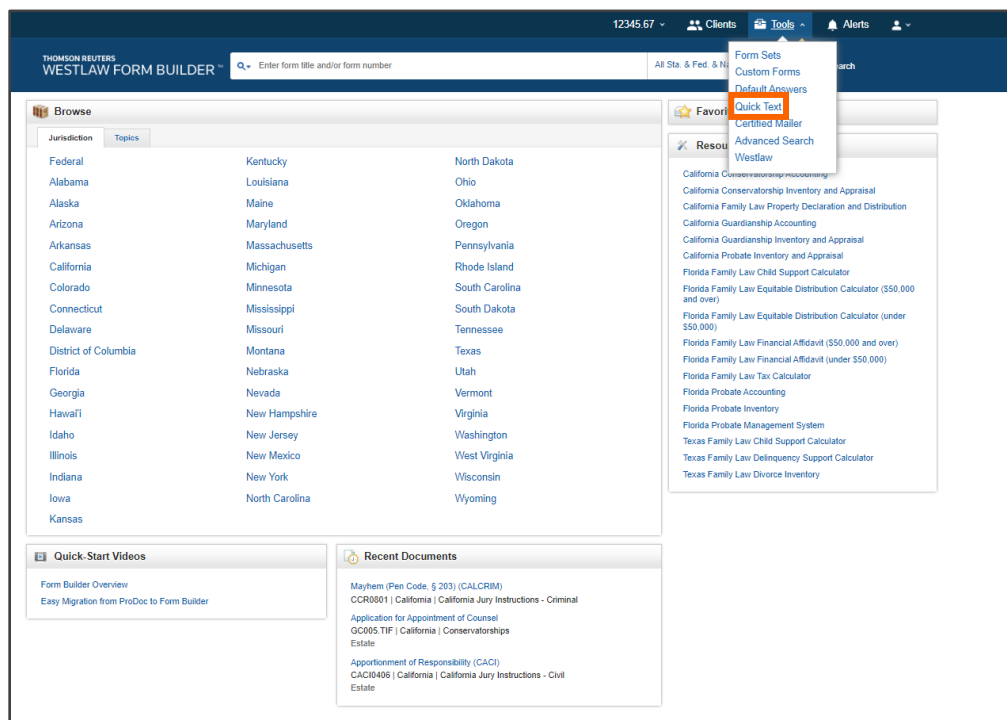 12345.67 Clients Tools Alerts
THOMSON REUTERS
WESTLAW FORM BUILDER™
Enter form title and/or form number
All Sta. & Fed. & Na
earch
Form Sets
Custom Forms
Default Answers
Quick Text
Certified Mailer
Advanced Search
Westlaw
Browse
Jurisdiction Topics
Federal Kentucky North Dakota
Alabama Louisiana Ohio
Alaska Maine Oklahoma
Arizona Maryland Oregon
Arkansas Massachusetts Pennsylvania
California Michigan Rhode Island
Colorado Minnesota South Carolina
Connecticut Mississippi South Dakota
Delaware Missouri Tennessee
District of Columbia Montana Texas
Florida Nebraska Utah
Georgia Nevada Vermont
Hawai'i New Hampshire Virginia
Idaho New Jersey Washington
Illinois New Mexico West Virginia
Indiana New York Wisconsin
Iowa North Carolina Wyoming
Kansas
Favori
Resou
California Conservatorship Accounting
California Conservatorship Inventory and Appraisal
California Family Law Property Declaration and Distribution
California Guardianship Accounting
California Guardianship Inventory and Appraisal
California Probate Inventory and Appraisal
Florida Family Law Child Support Calculator
Florida Family Law Equitable Distribution Calculator ($50,000
and over)
Florida Family Law Equitable Distribution Calculator (under
$50,000)
Florida Family Law Financial Affidavit ($50,000 and over)
Florida Family Law Financial Affidavit (under $50,000)
Florida Family Law Tax Calculator
Florida Probate Accounting
Florida Probate Inventory
Florida Probate Management System
Texas Family Law Child Support Calculator
Texas Family Law Delinquency Support Calculator
Texas Family Law Divorce Inventory
Quick-Start Videos
Form Builder Overview
Easy Migration from ProDoc to Form Builder
Recent Documents
Mayhem (Pen Code, § 203) (CALCRIM)
CCR0801 | California | California Jury Instructions - Criminal
Application for Appointment of Counsel
GC005.TIF | California | Conservatorships
Estate
Apportionment of Responsibility (CACI)
CACI0406 | California | California Jury Instructions - Civil
Estate